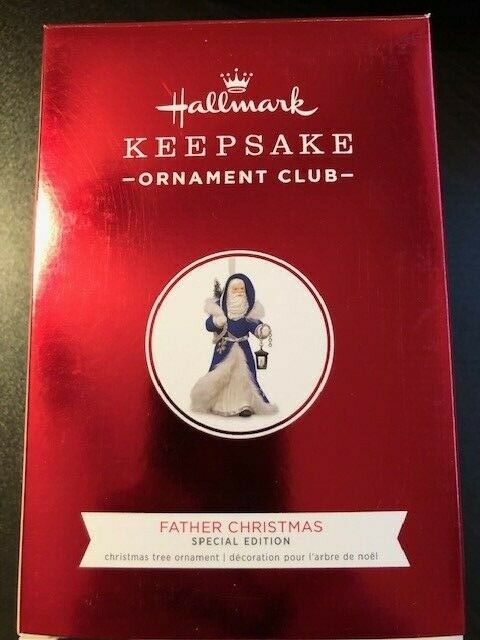 Hallmark
KEEPSAKE
-ORNAMENT CLUB-
FATHER CHRISTMAS
SPECIAL EDITION
christmas tree ornament | décoration pour l'arbre de noël